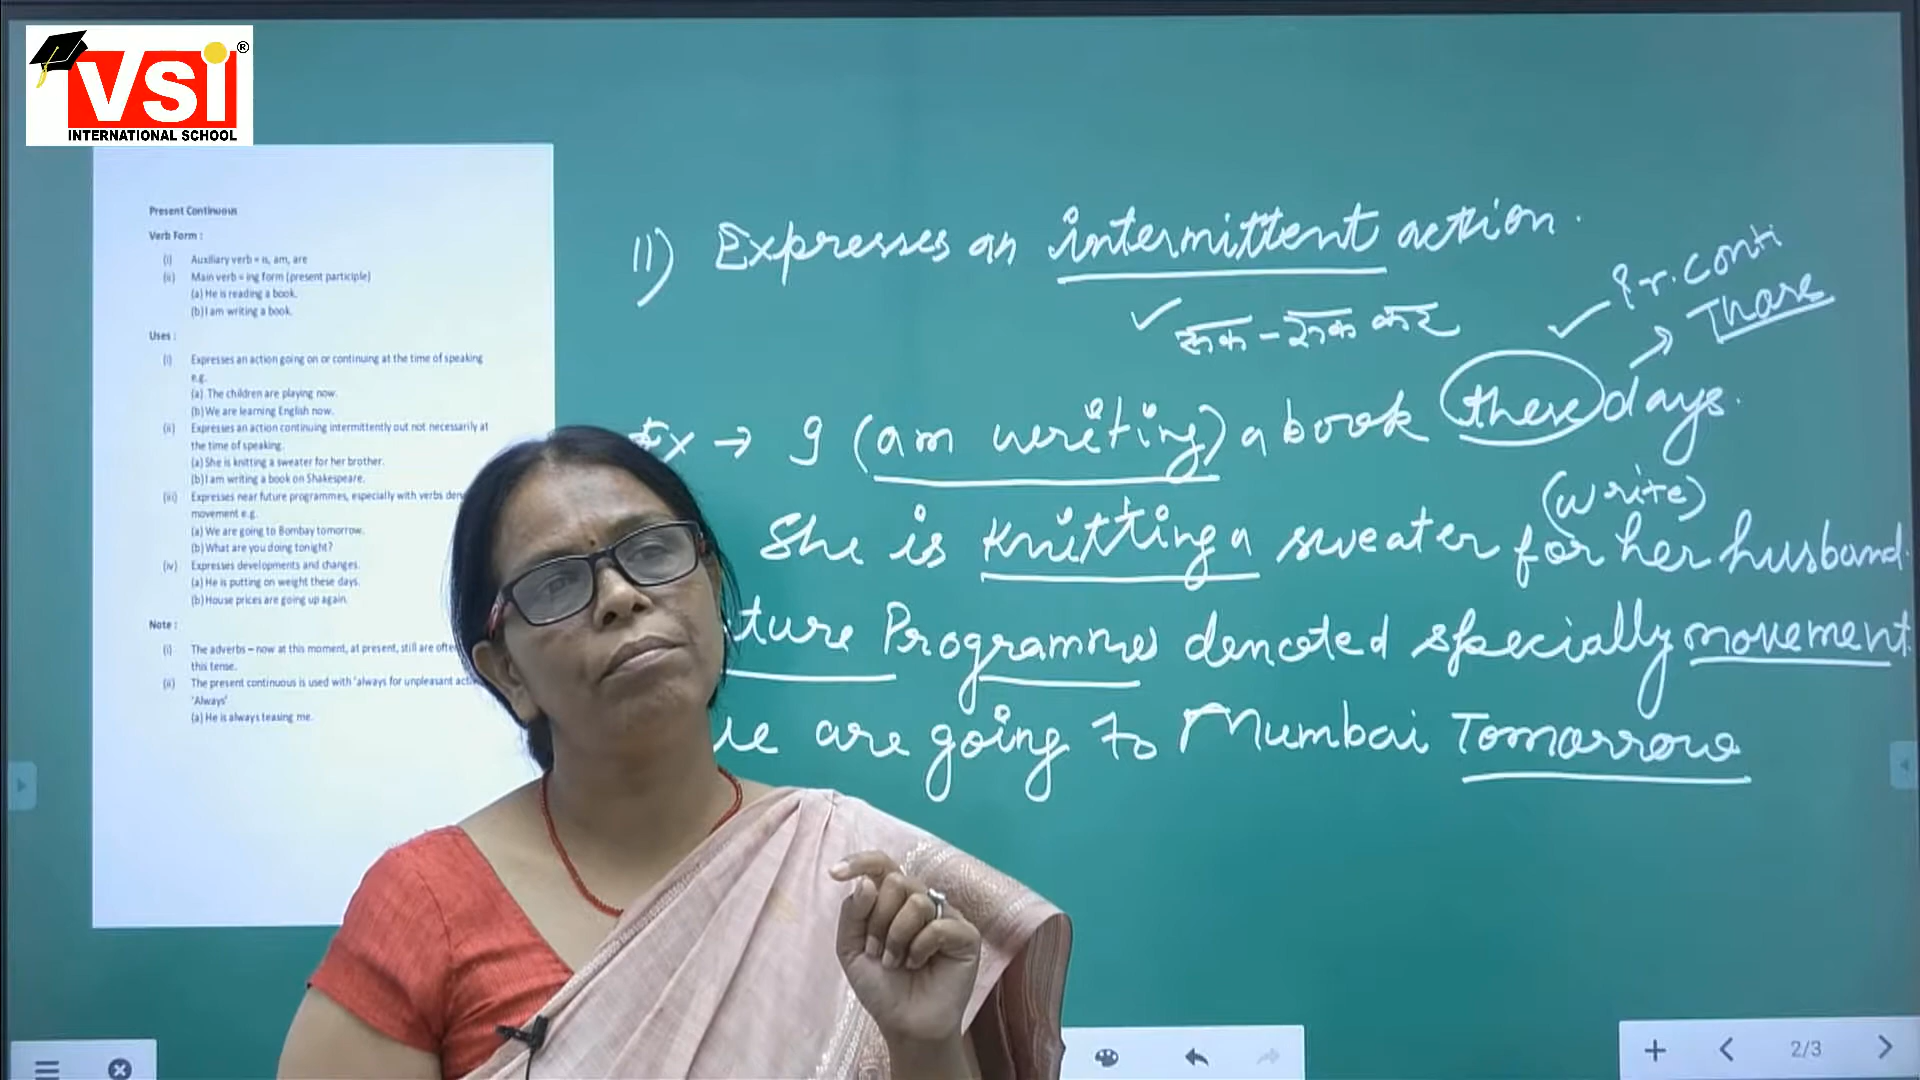 VSI ®
INTERNATIONAL SCHOOL
Present Continuous
Verb Form :
(i) Auxiliary verb = is, am, are
(ii) Main verb = ing form (present participle)
(a) He is reading a book.
(b) I am writing a book.
Uses :
(i) Expresses an action going on or continuing at the time of speaking
e.g.
(a) The children are playing now.
(b) We are learning English now.
(ii) Expresses an action continuing intermittently out not necessarily at
the time of speaking.
(a) She is knitting a sweater for her brother.
(b) I am writing a book on Shakespeare.
(iii) Expresses near future programmes, especially with verbs den
movement e.g.
(a) We are going to Bombay tomorrow.
(b) What are you doing tonight?
(iv) Expresses developments and changes.
(a) He is putting on weight these days.
(b) House prices are going up again.
Note :
(i) The adverbs – now at this moment, at present, still are ofte
this tense.
(ii) The present continuous is used with 'always for unpleasant act
'Always'
(a) He is always teasing me.
II) Expresses an intermittent action.
Pr. conti
रुक - रुक कर
Ex → I (am writing) a book these days.
(write)
She is knitting a sweater for her husband.
ture Programmes denoted specially movement.
are going to Mumbai Tomorrow
2/3